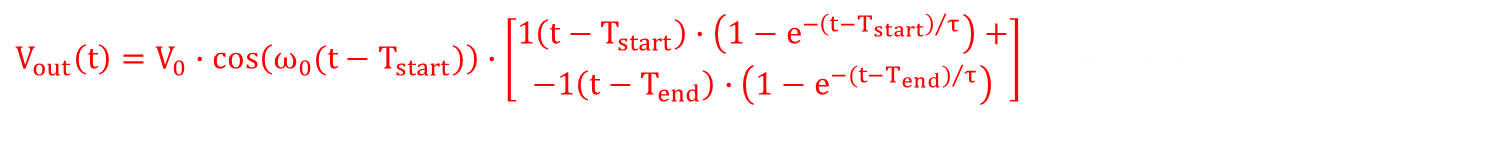 V_out(t) = V_0 · cos(ω_0(t − T_start)) · [1(t − T_start) · (1 − e^−(t−T_start)/τ) +
−1(t − T_end) · (1 − e^−(t−T_end)/τ)]